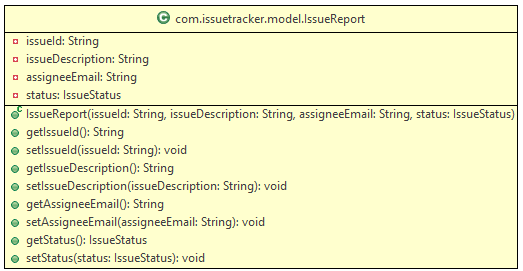 com.issuetracker.model.IssueReport
issueId: String
issueDescription: String
assigneeEmail: String
status: IssueStatus
IssueReport(issueId: String, issueDescription: String, assigneeEmail: String, status: IssueStatus)
getIssueId(): String
setIssueId(issueId: String): void
getIssueDescription(): String
setIssueDescription(issueDescription: String): void
getAssigneeEmail(): String
setAssigneeEmail(assigneeEmail: String): void
getStatus(): IssueStatus
setStatus(status: IssueStatus): void